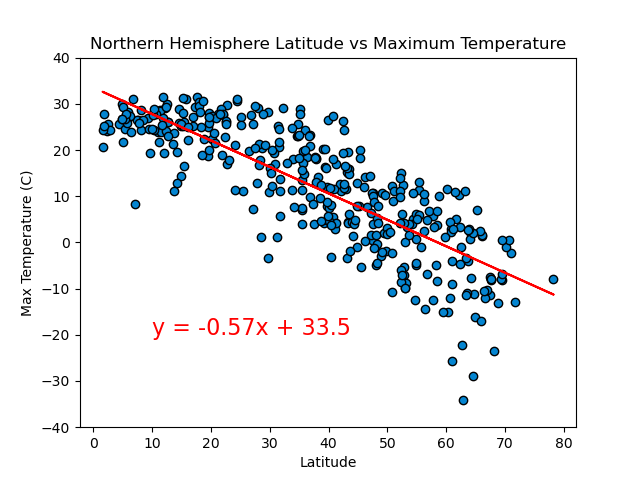 Northern Hemisphere Latitude vs Maximum Temperature
Max Temperature (C)
40
30
20
10
0
−10
−20
−30
−40
y = -0.57x + 33.5
0 10 20 30 40 50 60 70 80
Latitude